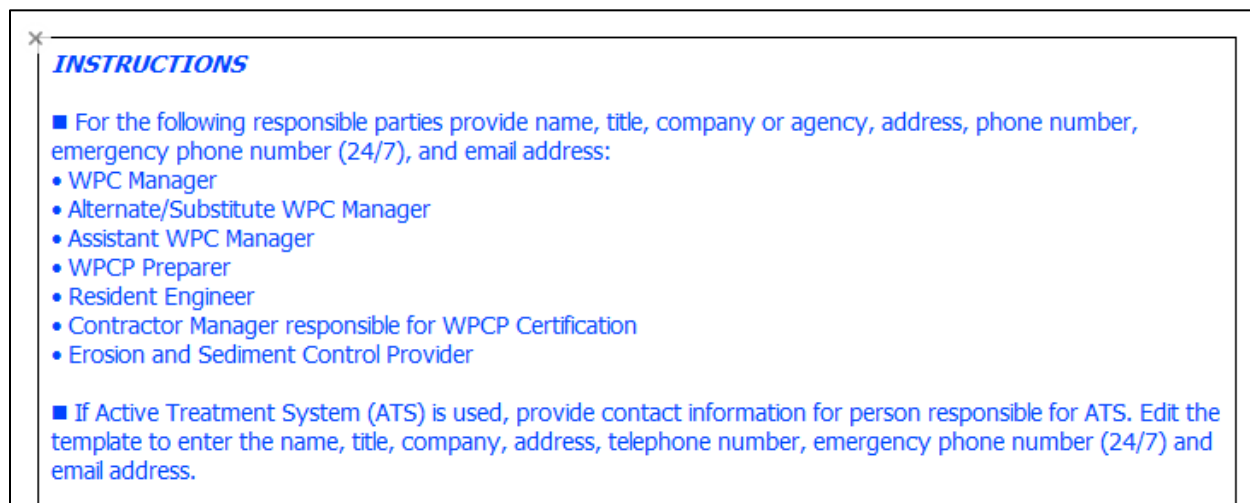 INSTRUCTIONS
■ For the following responsible parties provide name, title, company or agency, address, phone number,
emergency phone number (24/7), and email address:
• WPC Manager
• Alternate/Substitute WPC Manager
• Assistant WPC Manager
• WPCP Preparer
• Resident Engineer
• Contractor Manager responsible for WPCP Certification
• Erosion and Sediment Control Provider
■ If Active Treatment System (ATS) is used, provide contact information for person responsible for ATS. Edit the
template to enter the name, title, company, address, telephone number, emergency phone number (24/7) and
email address.